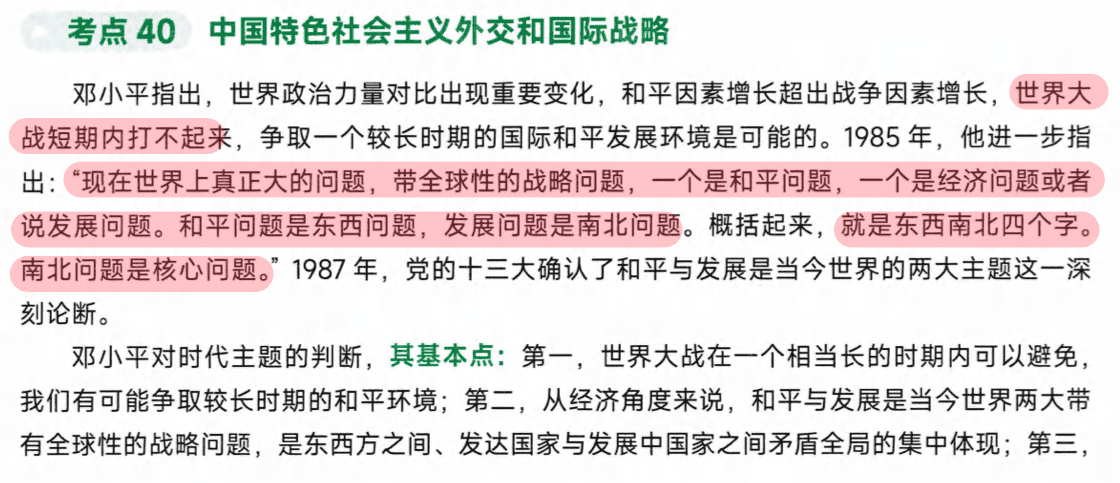 考点 40 中国特色社会主义外交和国际战略
邓小平指出，世界政治力量对比出现重要变化，和平因素增长超出战争因素增长，世界大
战短期内打不起来，争取一个较长时期的国际和平发展环境是可能的。1985 年，他进一步指
出：“现在世界上真正大的问题，带全球性的战略问题，一个是和平问题，一个是经济问题或者
说发展问题。和平问题是东西问题，发展问题是南北问题。概括起来，就是东西南北四个字。
南北问题是核心问题。”1987 年，党的十三大确认了和平与发展是当今世界的两大主题这一深
刻论断。
邓小平对时代主题的判断，其基本点：第一，世界大战在一个相当长的时期内可以避免，
我们有可能争取较长时期的和平环境；第二，从经济角度来说，和平与发展是当今世界两大带
有全球性的战略问题，是东西方之间、发达国家与发展中国家之间矛盾全局的集中体现；第三，